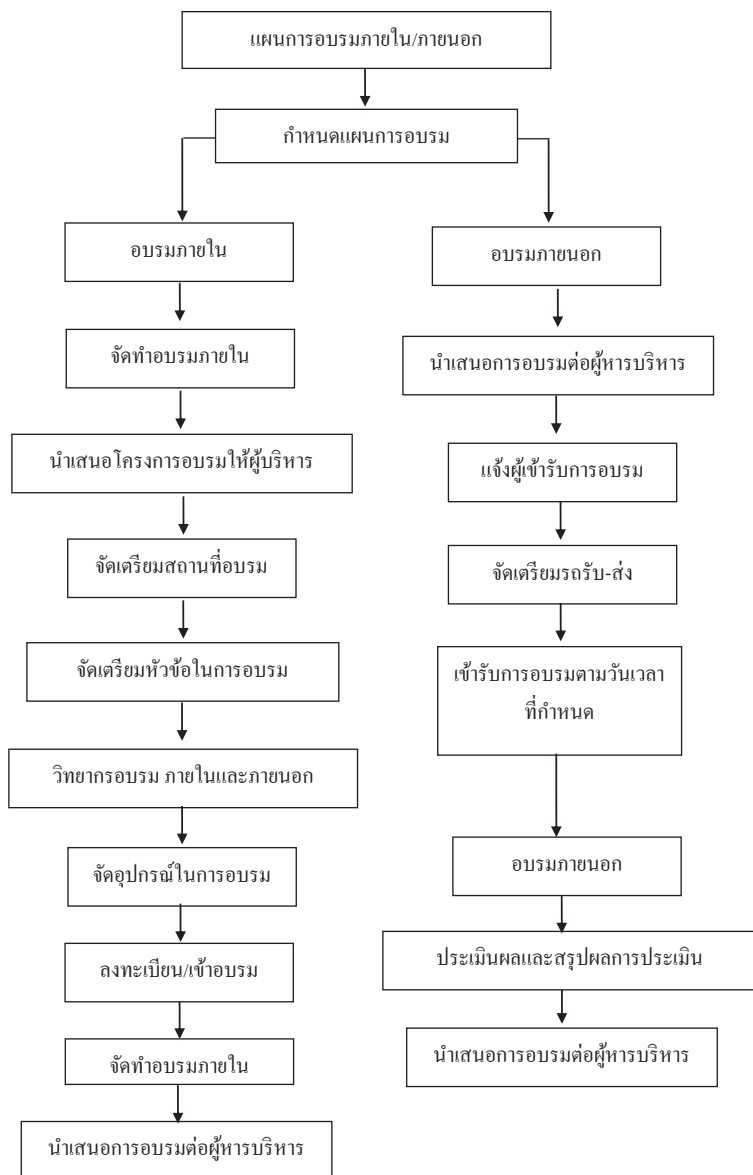 แผนการอบรมภายใน/ภายนอก
กำหนดแผนการอบรม
อบรมภายใน
จัดทำอบรมภายใน
นำเสนอโครงการอบรมให้ผู้บริหาร
จัดเตรียมสถานที่อบรม
จัดเตรียมหัวข้อในการอบรม
วิทยากรอบรม ภายในและภายนอก
จัดอุปกรณ์ในการอบรม
ลงทะเบียน/เข้าอบรม
จัดทำอบรมภายใน
นำเสนอการอบรมต่อผู้หารบริหาร
อบรมภายนอก
นำเสนอการอบรมต่อผู้หารบริหาร
แจ้งผู้เข้ารับการอบรม
จัดเตรียมรถรับ-ส่ง
เข้ารับการอบรมตามวันเวลา
ที่กำหนด
อบรมภายนอก
ประเมินผลและสรุปผลการประเมิน
นำเสนอการอบรมต่อผู้หารบริหาร